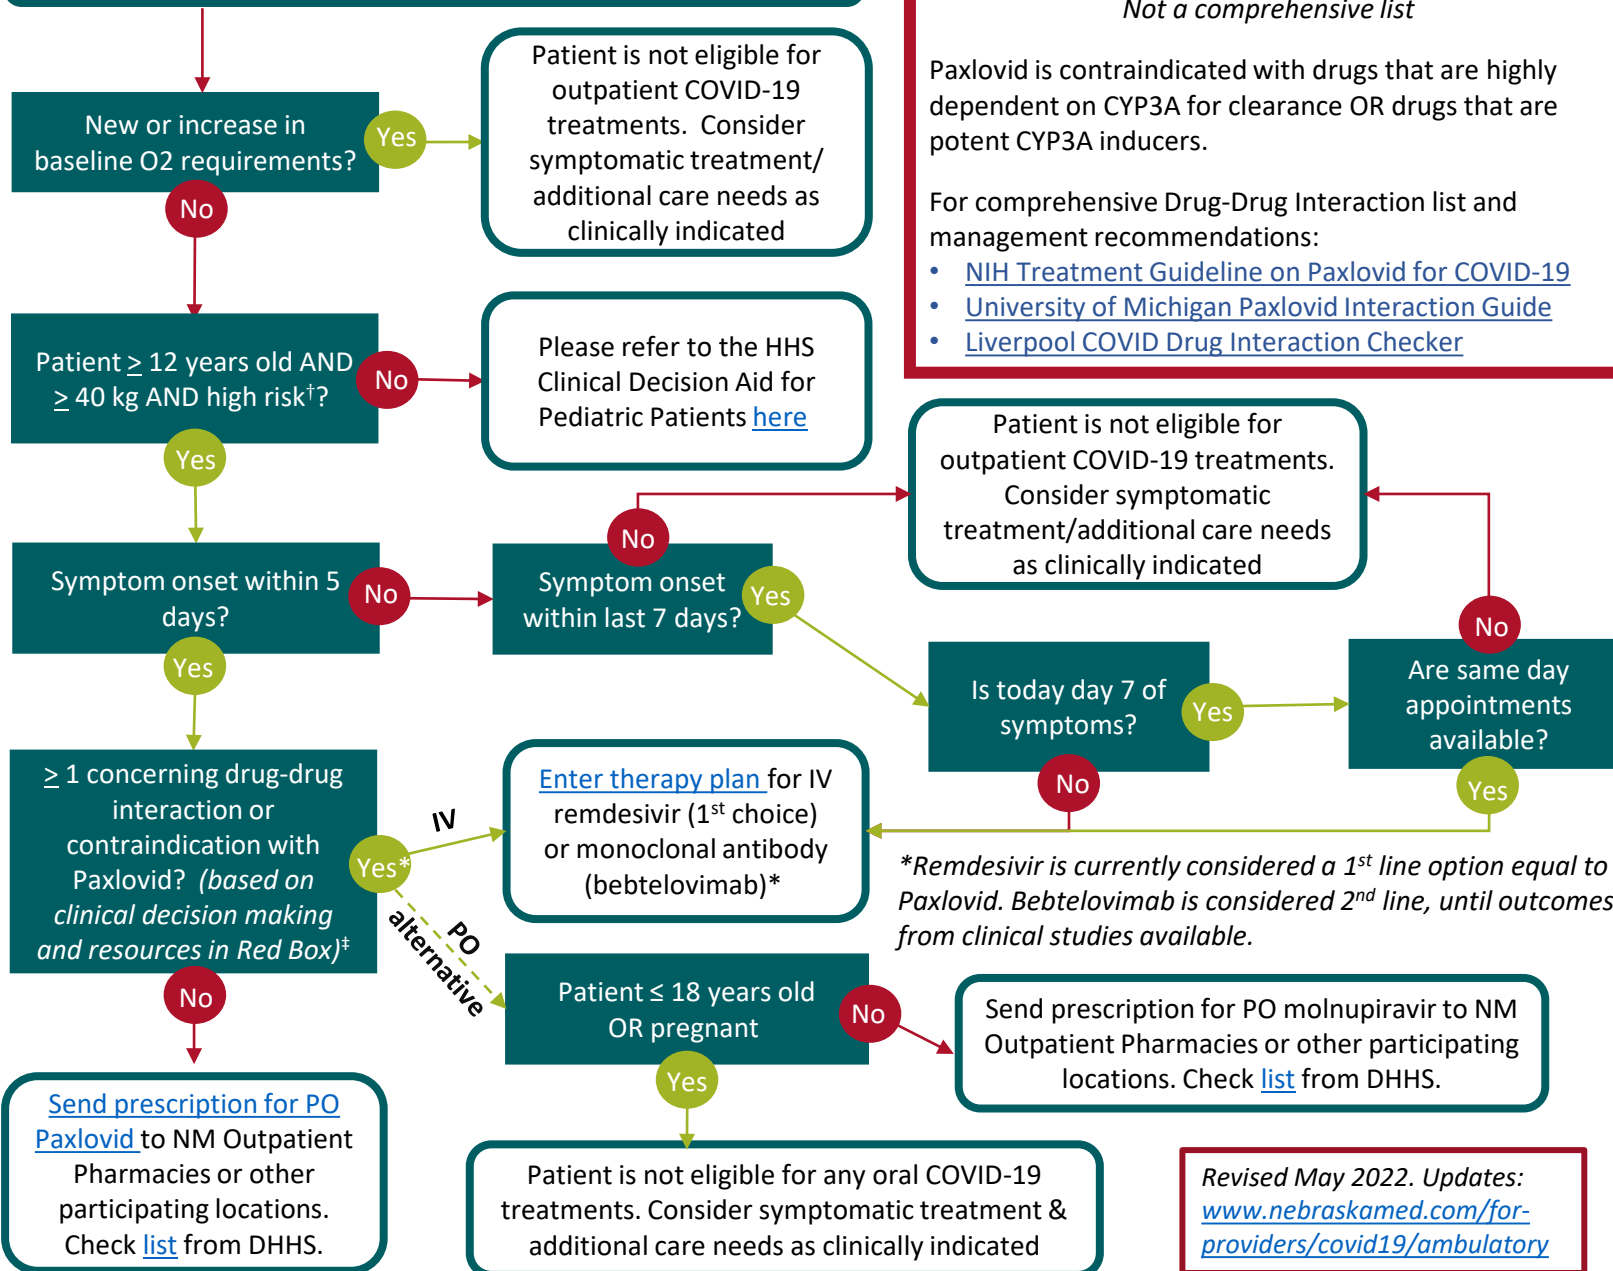 Not a comprehensive list
Paxlovid is contraindicated with drugs that are highly
dependent on CYP3A for clearance OR drugs that are
potent CYP3A inducers.
For comprehensive Drug-Drug Interaction list and
management recommendations:
• NIH Treatment Guideline on Paxlovid for COVID-19
• University of Michigan Paxlovid Interaction Guide
• Liverpool COVID Drug Interaction Checker
New or increase in
baseline O2 requirements?
Yes
No
Patient is not eligible for
outpatient COVID-19
treatments. Consider
symptomatic treatment/
additional care needs as
clinically indicated
Patient ≥ 12 years old AND
≥ 40 kg AND high risk†?
No
Yes
Please refer to the HHS
Clinical Decision Aid for
Pediatric Patients here
Symptom onset within 5
days?
No
Yes
Symptom onset
within last 7 days?
No
Yes
Patient is not eligible for
outpatient COVID-19 treatments.
Consider symptomatic
treatment/additional care needs
as clinically indicated
Is today day 7 of
symptoms?
Yes
No
Are same day
appointments
available?
No
Yes
≥ 1 concerning drug-drug
interaction or
contraindication with
Paxlovid? (based on
clinical decision making
and resources in Red Box)‡
Yes*
No
IV
PO
alternative
Enter therapy plan for IV
remdesivir (1st choice)
or monoclonal antibody
(bebtelovimab)*
*Remdesivir is currently considered a 1st line option equal to
Paxlovid. Bebtelovimab is considered 2nd line, until outcomes
from clinical studies available.
Patient ≤ 18 years old
OR pregnant
No
Yes
Send prescription for PO molnupiravir to NM
Outpatient Pharmacies or other participating
locations. Check list from DHHS.
Send prescription for PO
Paxlovid to NM Outpatient
Pharmacies or other
participating locations.
Check list from DHHS.
Patient is not eligible for any oral COVID-19
treatments. Consider symptomatic treatment &
additional care needs as clinically indicated
Revised May 2022. Updates:
www.nebraskamed.com/for-
providers/covid19/ambulatory